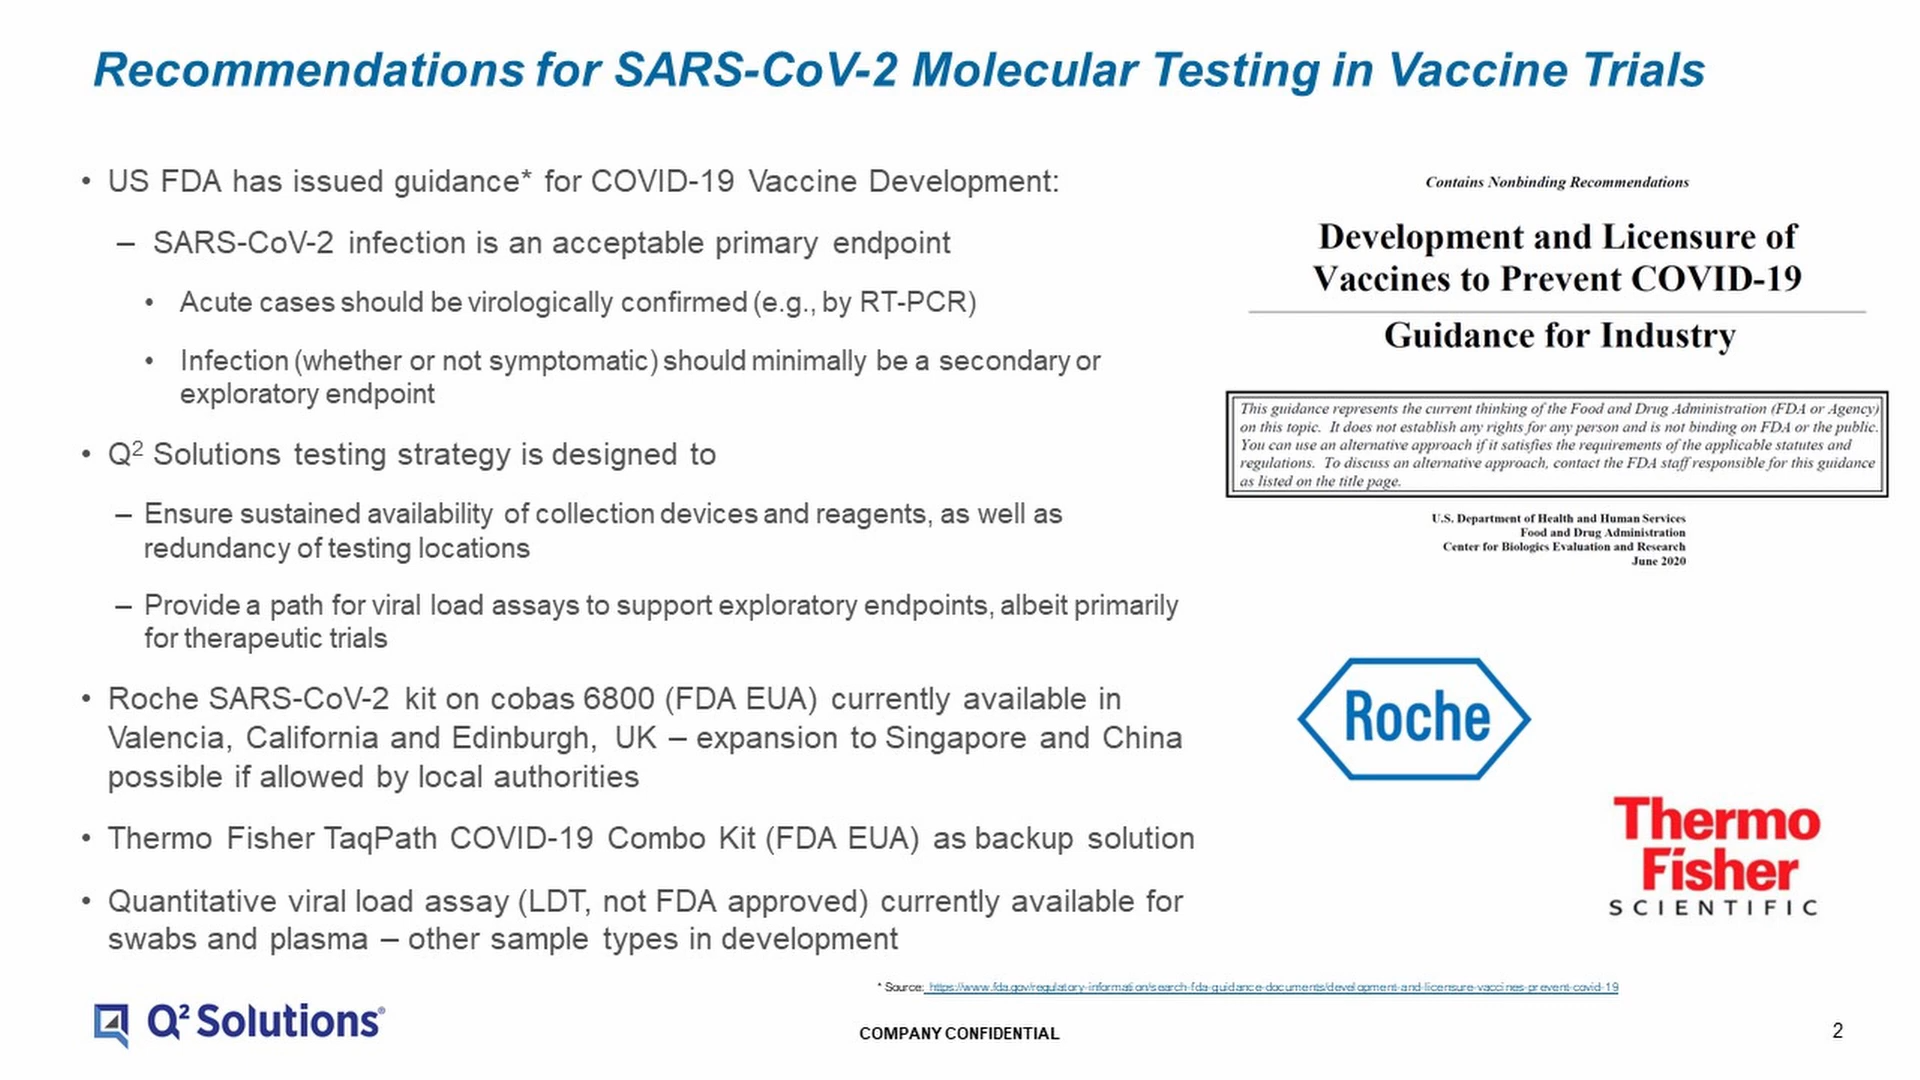 Recommendations for SARS-CoV-2 Molecular Testing in Vaccine Trials
• US FDA has issued guidance* for COVID-19 Vaccine Development:
– SARS-CoV-2 infection is an acceptable primary endpoint
• Acute cases should be virologically confirmed (e.g., by RT-PCR)
• Infection (whether or not symptomatic) should minimally be a secondary or
exploratory endpoint
• Q² Solutions testing strategy is designed to
– Ensure sustained availability of collection devices and reagents, as well as
redundancy of testing locations
– Provide a path for viral load assays to support exploratory endpoints, albeit primarily
for therapeutic trials
• Roche SARS-CoV-2 kit on cobas 6800 (FDA EUA) currently available in
Valencia, California and Edinburgh, UK – expansion to Singapore and China
possible if allowed by local authorities
• Thermo Fisher TaqPath COVID-19 Combo Kit (FDA EUA) as backup solution
• Quantitative viral load assay (LDT, not FDA approved) currently available for
swabs and plasma – other sample types in development
Contains Nonbinding Recommendations
Development and Licensure of
Vaccines to Prevent COVID-19
Guidance for Industry
This guidance represents the current thinking of the Food and Drug Administration (FDA or Agency)
on this topic. It does not establish any rights for any person and is not binding on FDA or the public.
You can use an alternative approach if it satisfies the requirements of the applicable statutes and
regulations. To discuss an alternative approach, contact the FDA staff responsible for this guidance
as listed on the title page.
U.S. Department of Health and Human Services
Food and Drug Administration
Center for Biologics Evaluation and Research
June 2020
Roche
Thermo
Fisher
SCIENTIFIC
* Source: https://www.fda.gov/regulatory-information/search-fda-guidance-documents/development-and-licensure-vaccines-prevent-covid-19
Q² Solutions®
COMPANY CONFIDENTIAL
2